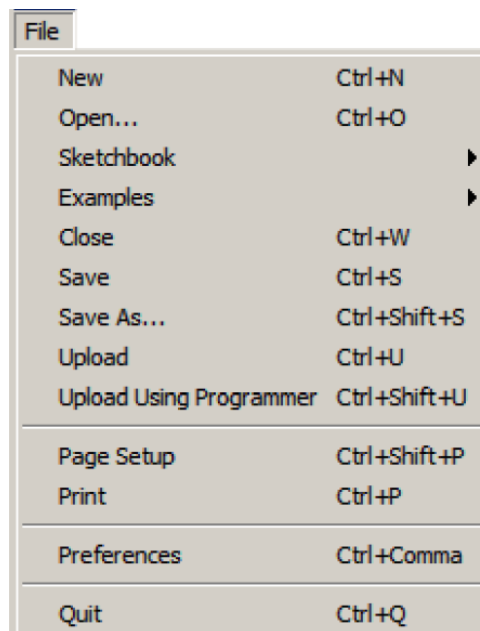 File
New Ctrl+N
Open... Ctrl+O
Sketchbook
Examples
Close Ctrl+W
Save Ctrl+S
Save As... Ctrl+Shift+S
Upload Ctrl+U
Upload Using Programmer Ctrl+Shift+U
Page Setup Ctrl+Shift+P
Print Ctrl+P
Preferences Ctrl+Comma
Quit Ctrl+Q